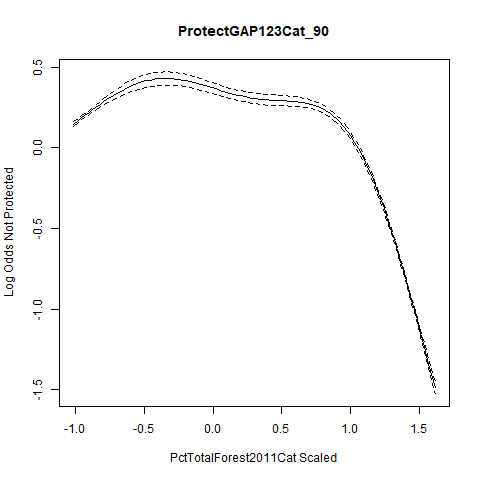 ProtectGAP123Cat_90
Log Odds Not Protected
0.5
0.0
-0.5
-1.0
-1.5
-1.0 -0.5 0.0 0.5 1.0 1.5
PctTotalForest2011Cat Scaled